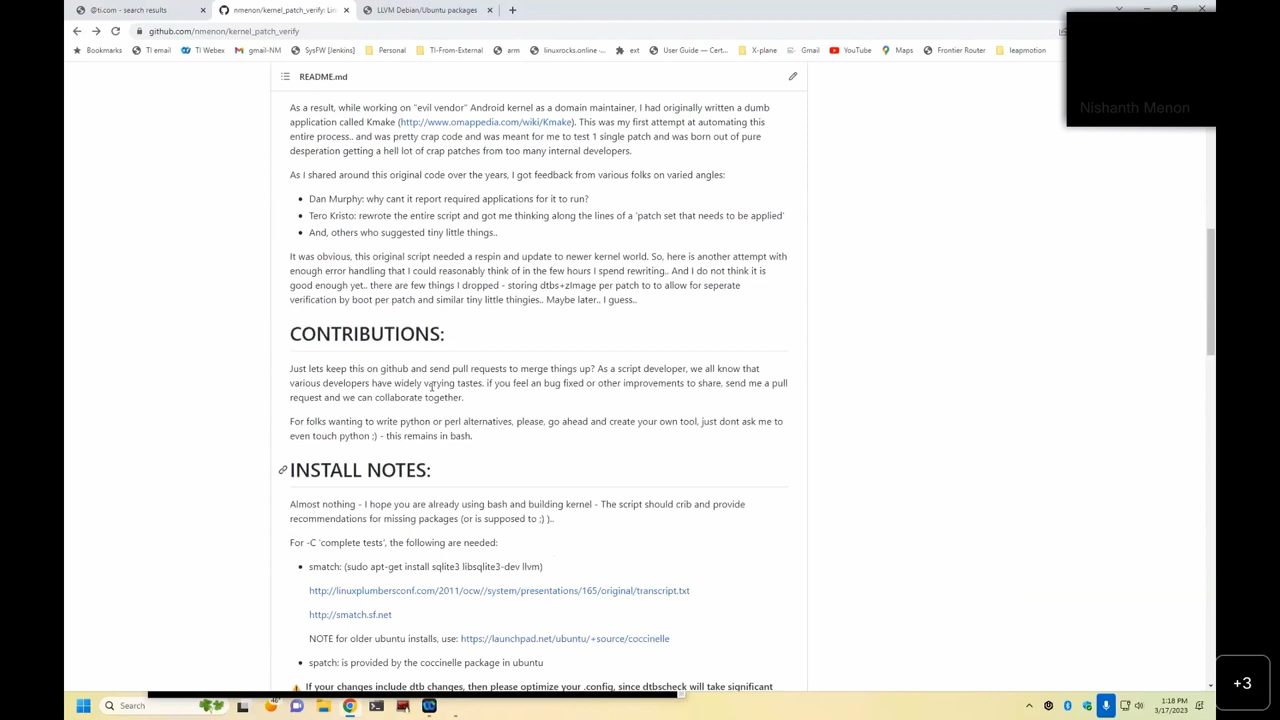 @ti.com - search results
nmenon/kernel_patch_verify: Lin
LLVM Debian/Ubuntu packages
github.com/nmenon/kernel_patch_verify
Bookmarks
TI email
TI Webex
gmail-NM
SysFW [Jenkins]
Personal
TI-From-External
arm
linuxrocks.online -...
ext
User Guide — Cert...
X-plane
Gmail
YouTube
Maps
Frontier Router
leapmotion
Nishanth Menon
README.md
As a result, while working on "evil vendor" Android kernel as a domain maintainer, I had originally written a dumb
application called Kmake (http://www.omappedia.com/wiki/Kmake). This was my first attempt at automating this
entire process.. and was pretty crap code and was meant for me to test 1 single patch and was born out of pure
desperation getting a hell lot of crap patches from too many internal developers.
As I shared around this original code over the years, I got feedback from various folks on varied angles:
• Dan Murphy: why cant it report required applications for it to run?
• Tero Kristo: rewrote the entire script and got me thinking along the lines of a 'patch set that needs to be applied'
• And, others who suggested tiny little things..
It was obvious, this original script needed a respin and update to newer kernel world. So, here is another attempt with
enough error handling that I could reasonably think of in the few hours I spend rewriting.. And I do not think it is
good enough yet.. there are few things I dropped - storing dtbs+zImage per patch to to allow for seperate
verification by boot per patch and similar tiny little thingies.. Maybe later.. I guess..
CONTRIBUTIONS:
Just lets keep this on github and send pull requests to merge things up? As a script developer, we all know that
various developers have widely varying tastes. if you feel an bug fixed or other improvements to share, send me a pull
request and we can collaborate together.
For folks wanting to write python or perl alternatives, please, go ahead and create your own tool, just dont ask me to
even touch python ;) - this remains in bash.
INSTALL NOTES:
Almost nothing - I hope you are already using bash and building kernel - The script should crib and provide
recommendations for missing packages (or is supposed to ;) )..
For -C 'complete tests', the following are needed:
• smatch: (sudo apt-get install sqlite3 libsqlite3-dev llvm)
http://linuxplumbersconf.com/2011/ocw//system/presentations/165/original/transcript.txt
http://smatch.sf.net
NOTE for older ubuntu installs, use: https://launchpad.net/ubuntu/+source/coccinelle
• spatch: is provided by the coccinelle package in ubuntu
⚠ If your changes include dtb changes, then please optimize your .config, since dtbscheck will take significant
+3
Search
46°
1:18 PM
3/17/2023